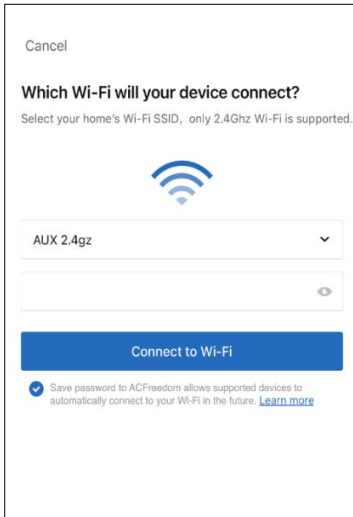 Cancel
Which Wi-Fi will your device connect?
Select your home's Wi-Fi SSID, only 2.4Ghz Wi-Fi is supported.
AUX 2.4gz
Connect to Wi-Fi
Save password to ACFreedom allows supported devices to
automatically connect to your Wi-Fi in the future. Learn more